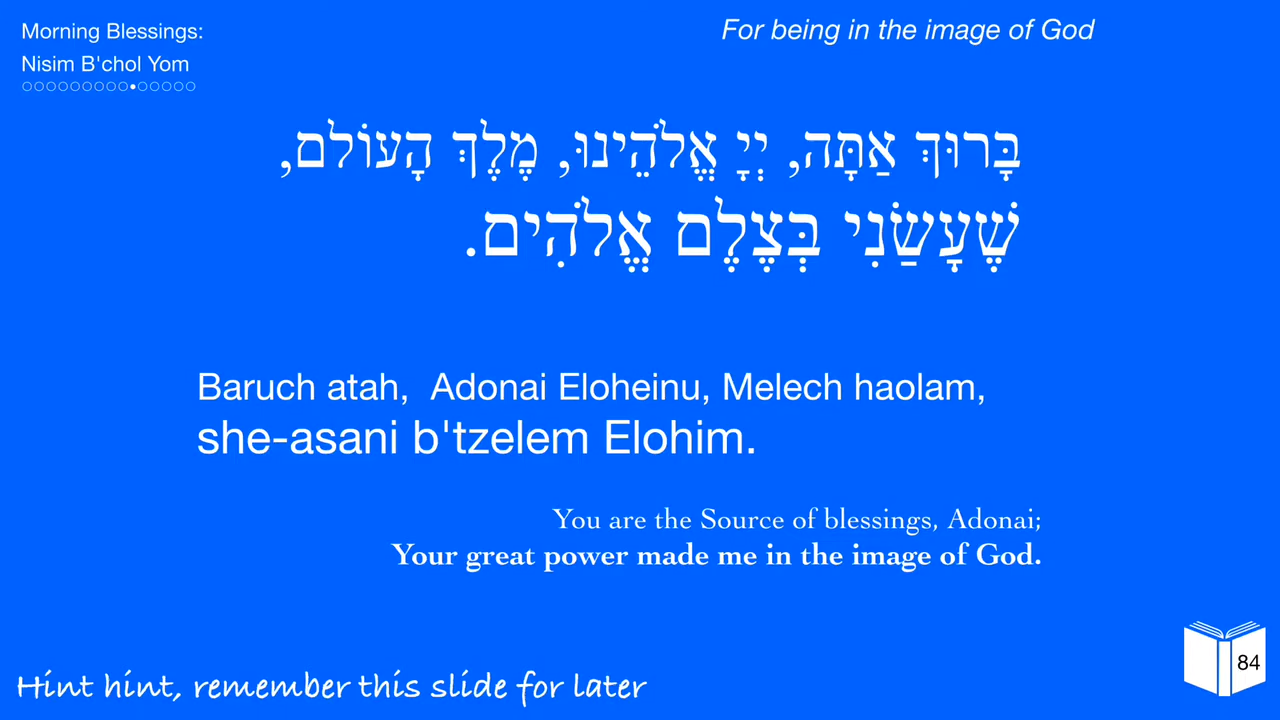 Morning Blessings:
Nisim B'chol Yom
For being in the image of God
בָּרוּךְ אַתָּה, יְיָ אֱלֹהֵינוּ, מֶלֶךְ הָעוֹלם,
שֶׁעָשַׂנִי בְּצֶלֶם אֱלֹהִים.
Baruch atah, Adonai Eloheinu, Melech haolam,
she-asani b'tzelem Elohim.
You are the Source of blessings, Adonai;
Your great power made me in the image of God.
Hint hint, remember this slide for later
84